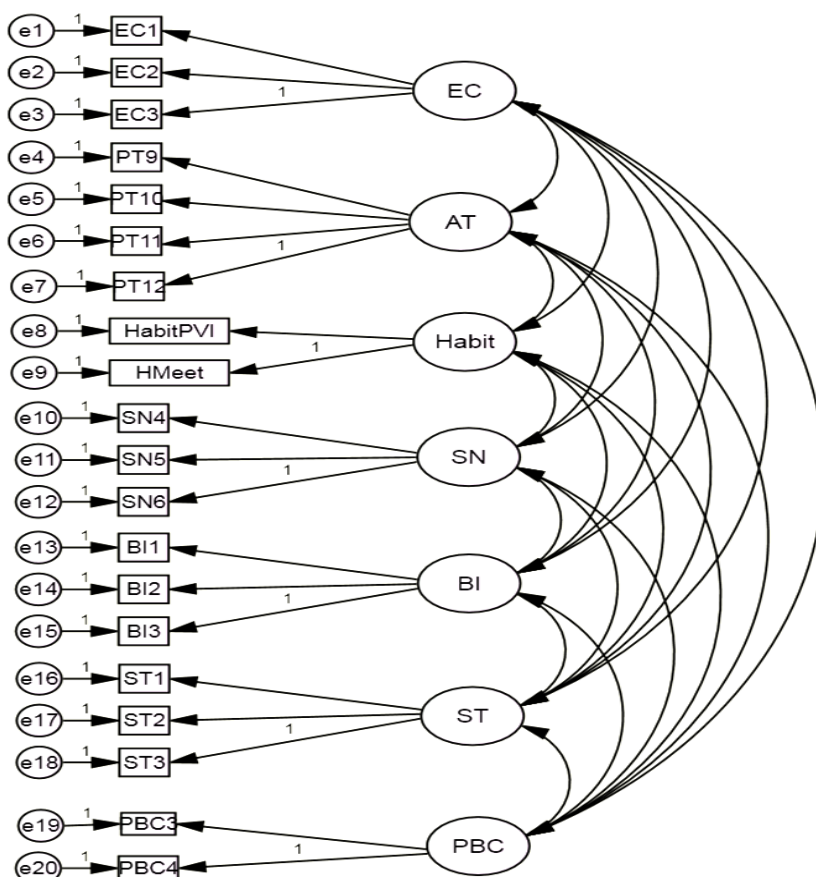 e1 1 EC1
e2 1 EC2
e3 1 EC3 1
EC
e4 1 PT9
e5 1 PT10
e6 1 PT11
e7 1 PT12 1
AT
e8 1 HabitPVI
e9 1 HMeet 1
Habit
e10 1 SN4
e11 1 SN5
e12 1 SN6 1
SN
e13 1 BI1
e14 1 BI2
e15 1 BI3 1
BI
e16 1 ST1
e17 1 ST2
e18 1 ST3 1
ST
e19 1 PBC3
e20 1 PBC4 1
PBC